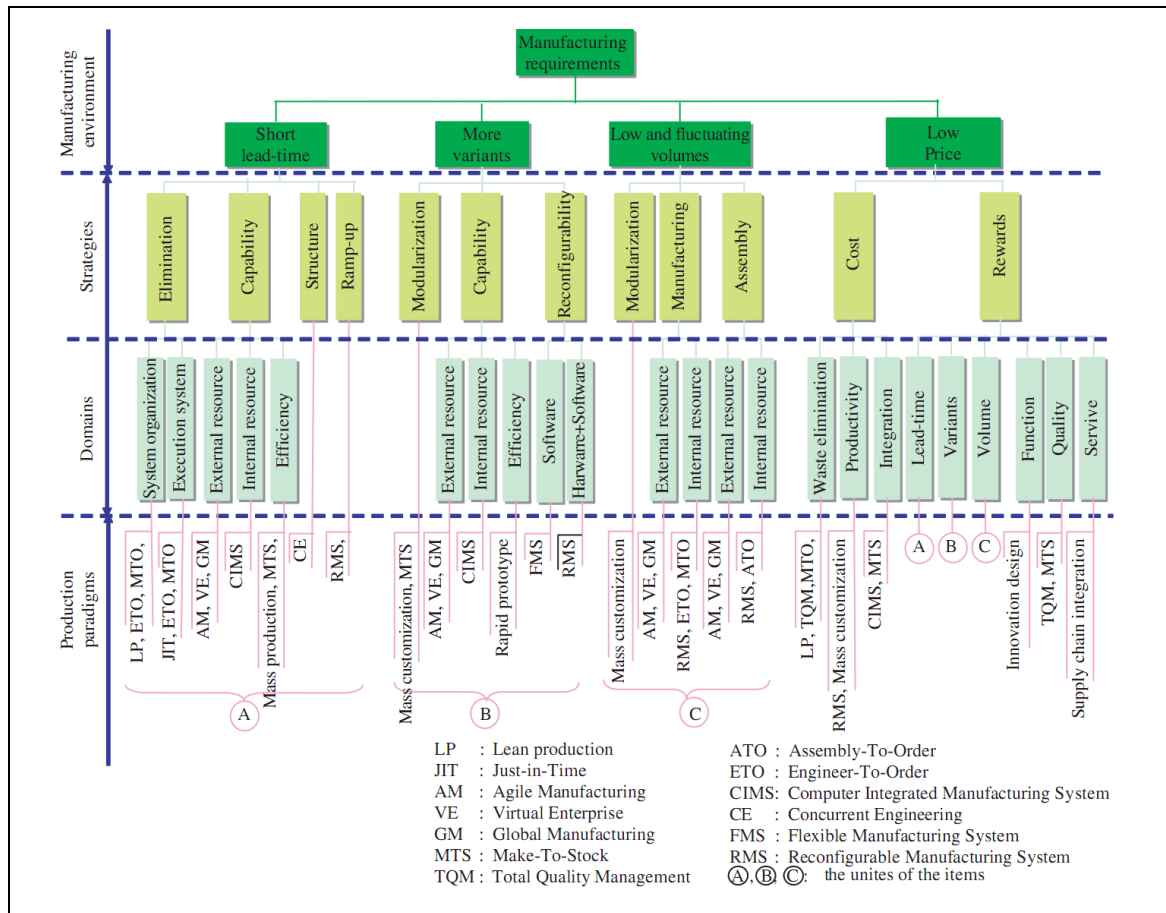 Manufacturing
requirements
Manufacturing
environment
Short
lead-time
More
variants
Low and fluctuating
volumes
Low
Price
Strategies
Elimination
Capability
Structure
Ramp-up
Modularization
Capability
Reconfigurability
Modularization
Manufacturing
Assembly
Cost
Rewards
Domains
System organization
Execution system
External resource
Internal resource
Efficiency
External resource
Internal resource
Efficiency
Software
Harwarre+Software
External resource
Internal resource
External resource
Internal resource
Waste elimination
Productivity
Integration
Lead-time
Variants
Volume
Function
Quality
Servive
Production
paradigms
LP, ETO, MTO,
JIT, ETO, MTO
AM, VE, GM
CIMS
Mass production, MTS,
CE
RMS,
Mass customization, MTS
AM, VE, GM
CIMS
Rapid prototype
FMS
RMS
Mass customization
AM, VE, GM
RMS, ETO, MTO
AM, VE, GM
RMS, ATO
LP, TQM,MTO,
RMS, Mass customization
CIMS, MTS
A
B
C
Innovation design
TQM, MTS
Supply chain integration
A
B
C
LP : Lean production
JIT : Just-in-Time
AM : Agile Manufacturing
VE : Virtual Enterprise
GM : Global Manufacturing
MTS : Make-To-Stock
TQM : Total Quality Management
ATO : Assembly-To-Order
ETO : Engineer-To-Order
CIMS: Computer Integrated Manufacturing System
CE : Concurrent Engineering
FMS : Flexible Manufacturing System
RMS : Reconfigurable Manufacturing System
A, B, C: the unites of the items